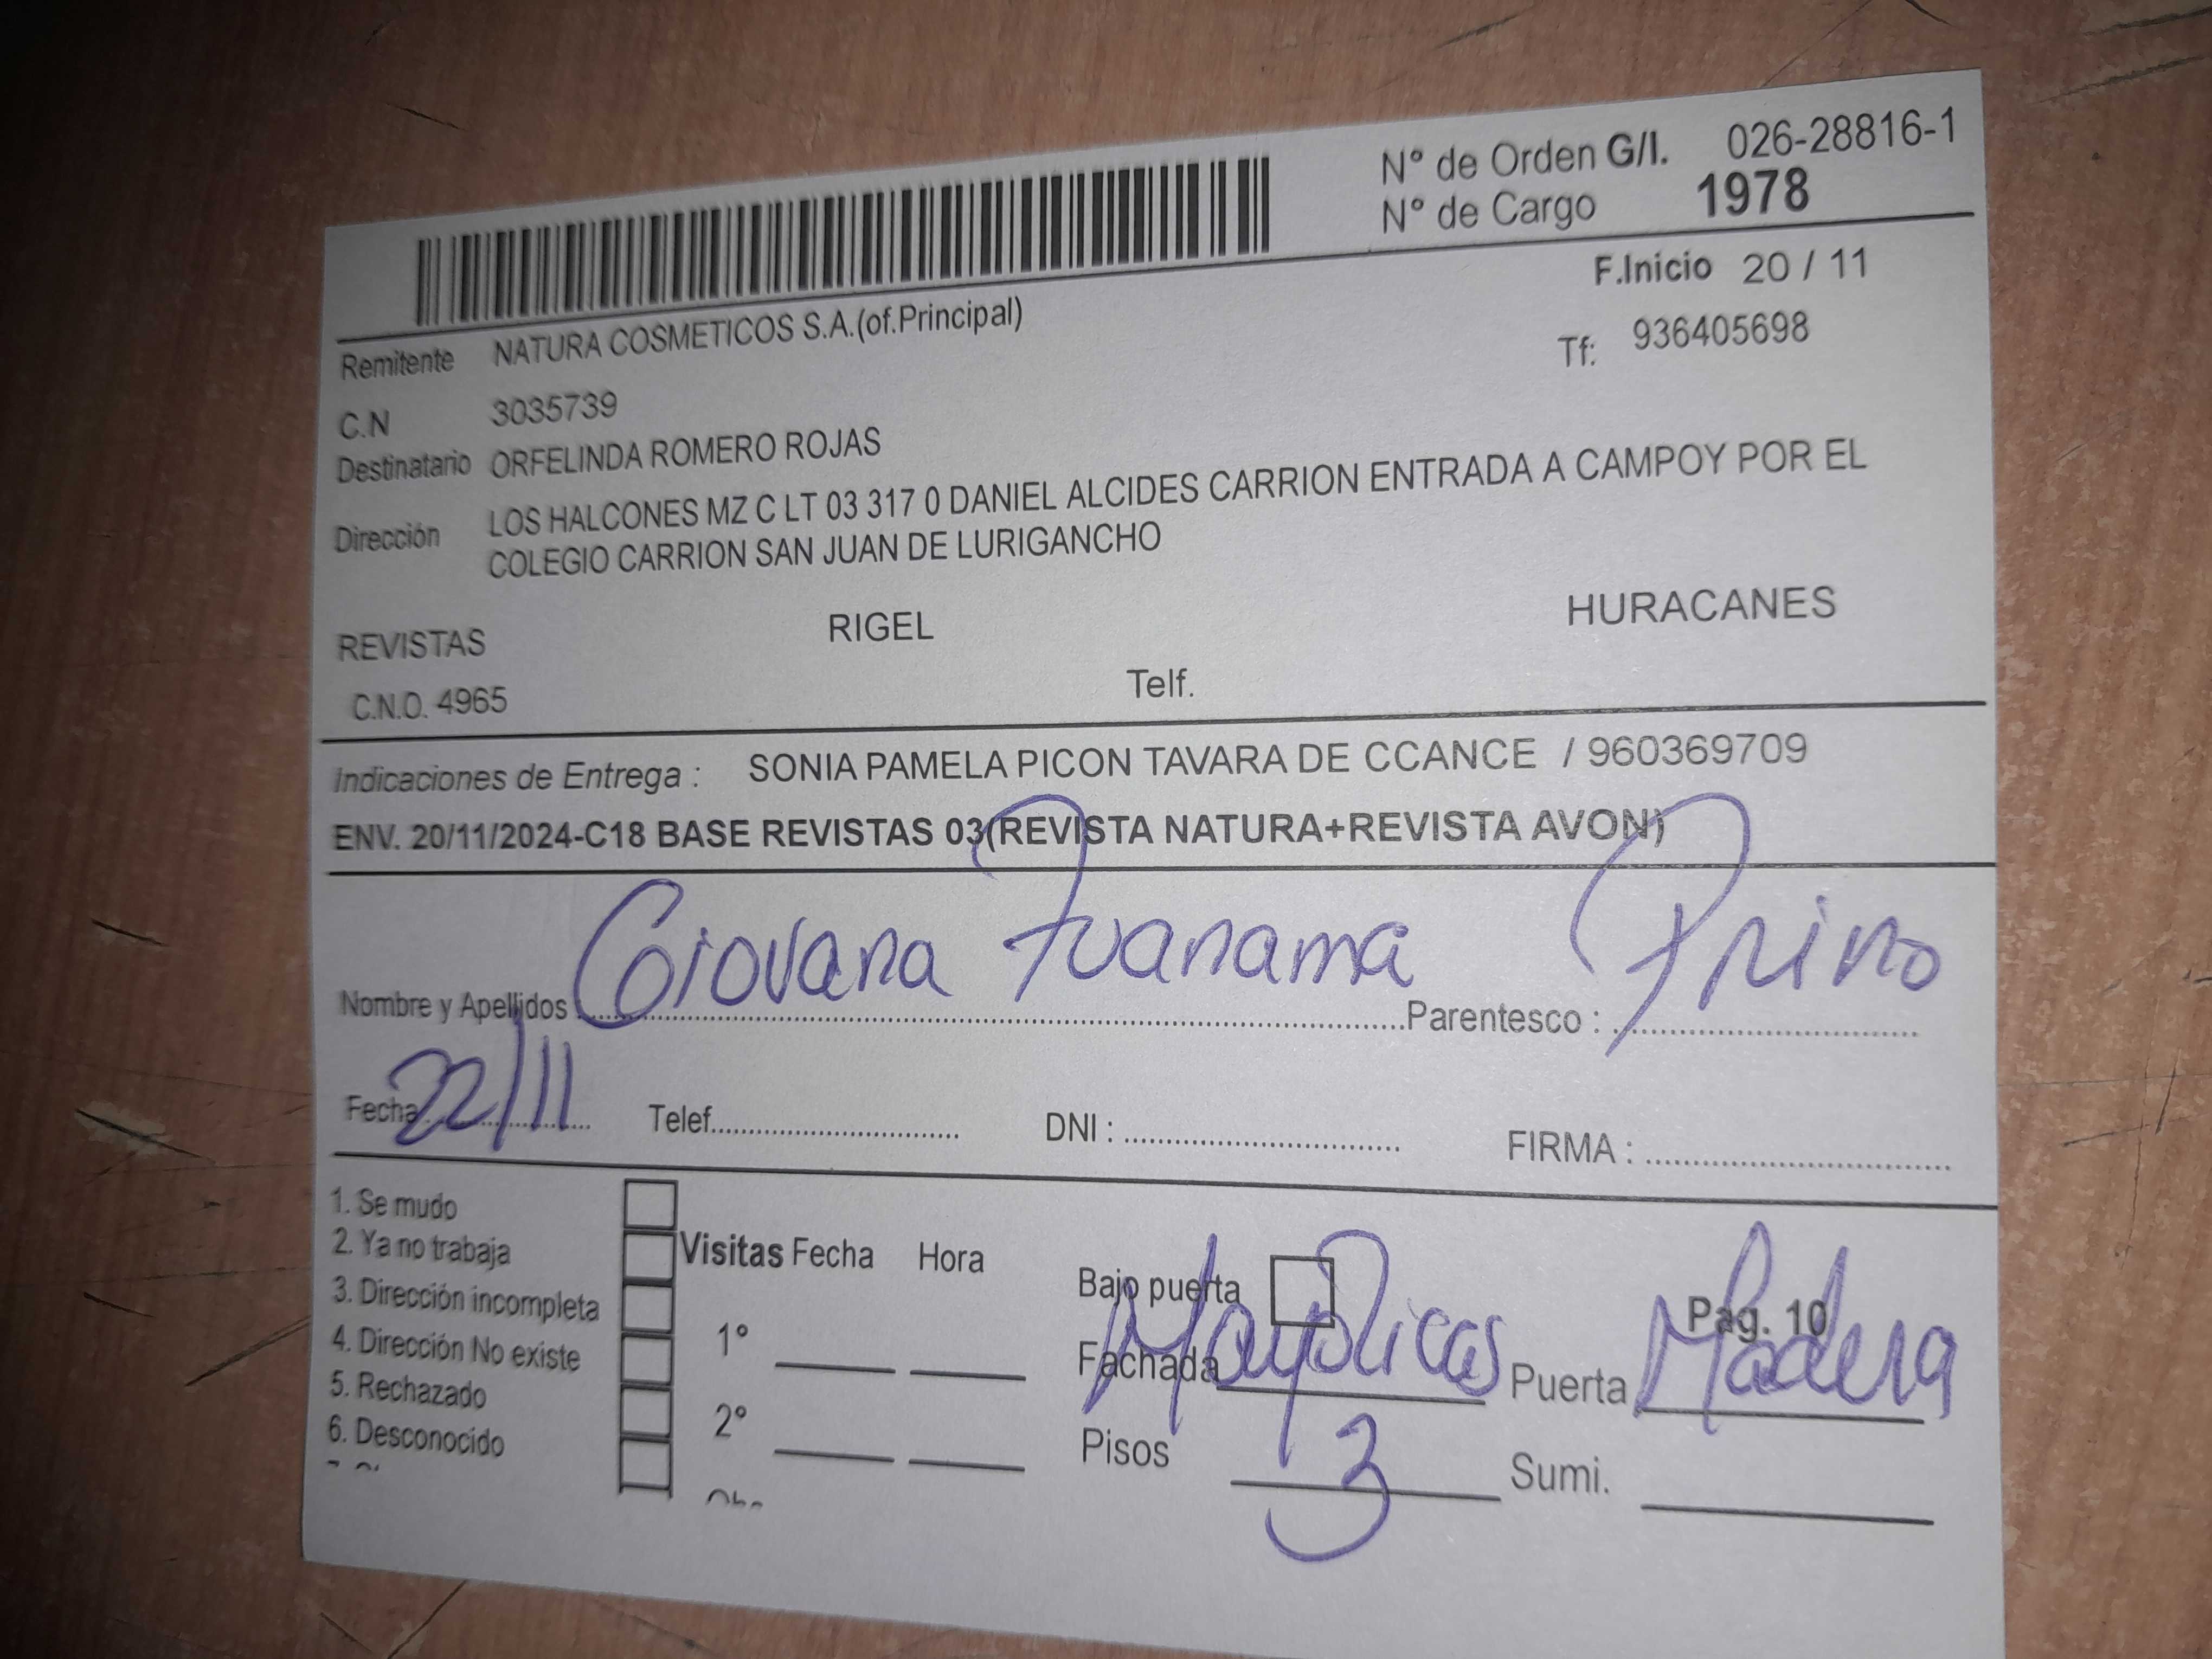 N° de Orden G/I. 026-28816-1
N° de Cargo 1978
F.Inicio 20 / 11
Remitente NATURA COSMETICOS S.A.(of.Principal)
Tf: 936405698
C.N 3035739
Destinatario ORFELINDA ROMERO ROJAS
Dirección LOS HALCONES MZ C LT 03 317 0 DANIEL ALCIDES CARRION ENTRADA A CAMPOY POR EL
COLEGIO CARRION SAN JUAN DE LURIGANCHO
REVISTAS RIGEL HURACANES
C.N.O. 4965 Telf.
Indicaciones de Entrega : SONIA PAMELA PICON TAVARA DE CCANCE / 960369709
ENV. 20/11/2024-C18 BASE REVISTAS 03(REVISTA NATURA+REVISTA AVON)
Nombre y Apellidos Giovana Fuanama Parentesco : Primo
Fecha 22/11 Telef. DNI : FIRMA :
1. Se mudo
2. Ya no trabaja
3. Dirección incompleta
4. Dirección No existe
5. Rechazado
6. Desconocido
Visitas Fecha Hora
1°
2°
Bajo puerta
Pag. 10
Fachada Mayolicas Puerta Madera
Pisos 3 Sumi.